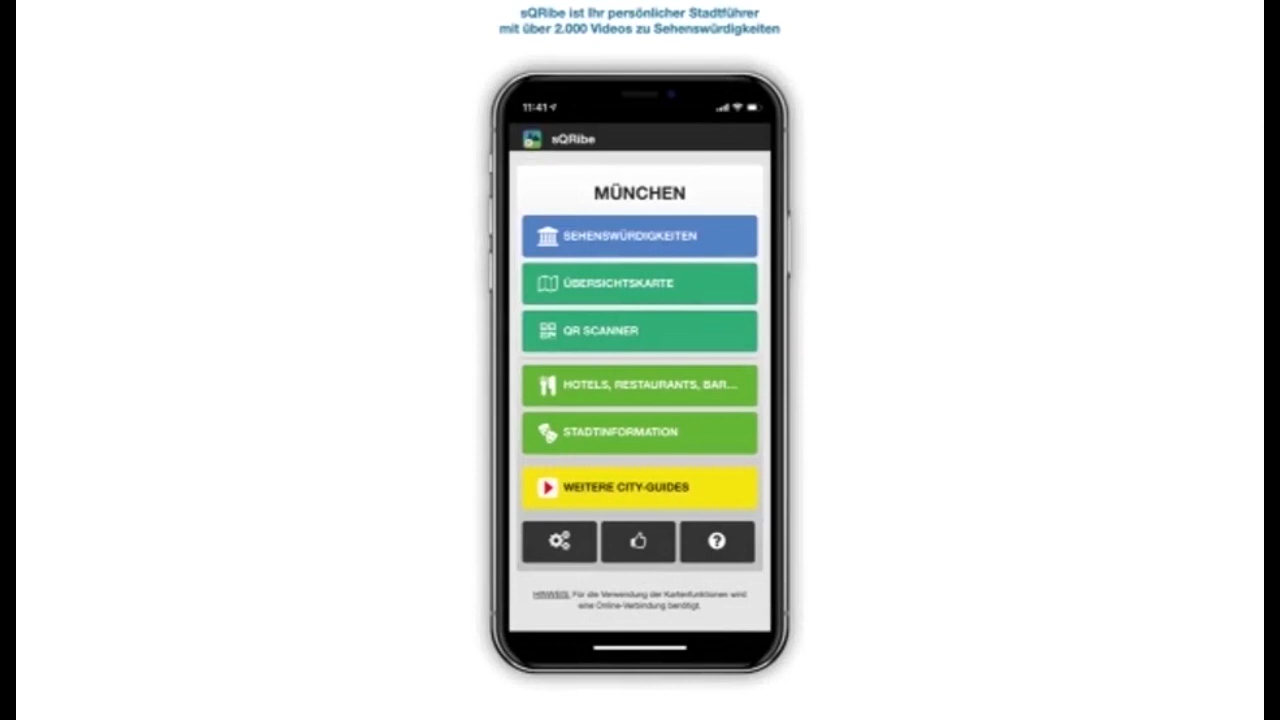 sQRibe ist Ihr persönlicher Stadtführer
mit über 2.000 Videos zu Sehenswürdigkeiten
11:41
sQRibe
MÜNCHEN
SEHENSWÜRDIGKEITEN
ÜBERSICHTSKARTE
QR SCANNER
HOTELS, RESTAURANTS, BAR...
STADTINFORMATION
WEITERE CITY-GUIDES
HINWEIS: Für die Verwendung der Kartenfunktionen wird
eine Online-Verbindung benötigt.